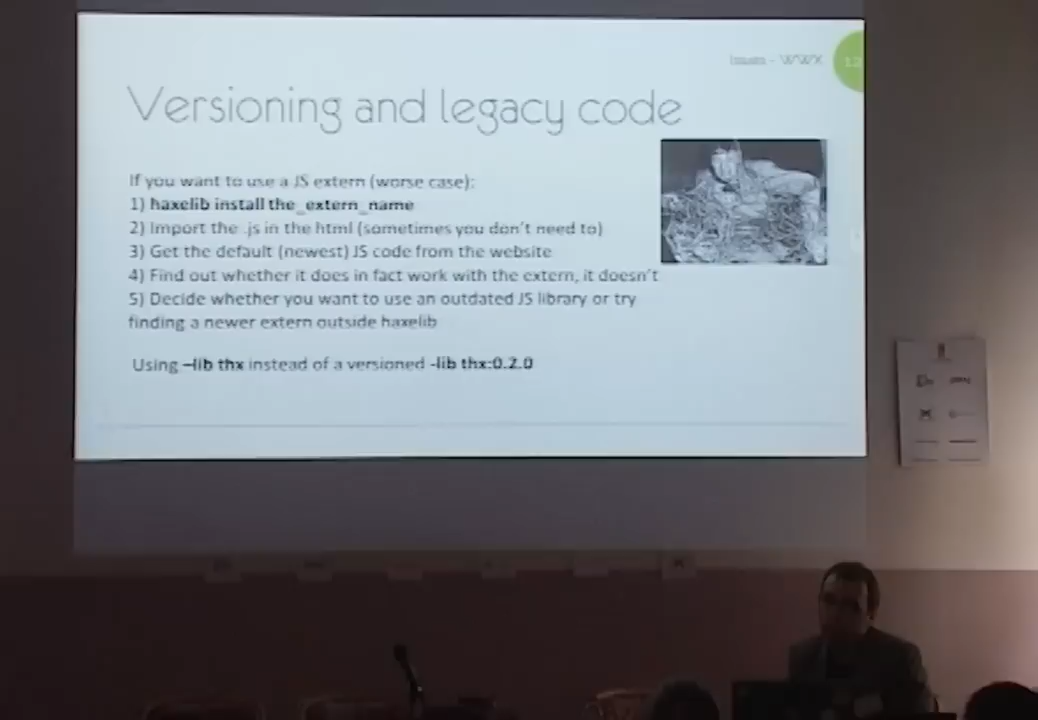 Issues - WWX
Versioning and legacy code
If you want to use a JS extern (worse case):
1) haxelib install the_extern_name
2) Import the .js in the html (sometimes you don't need to)
3) Get the default (newest) JS code from the website
4) Find out whether it does in fact work with the extern, it doesn't
5) Decide whether you want to use an outdated JS library or try
finding a newer extern outside haxelib
Using –lib thx instead of a versioned -lib thx:0.2.0